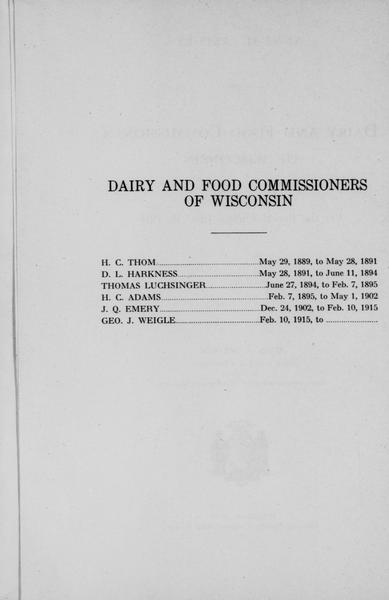 DAIRY AND FOOD COMMISSIONERS
OF WISCONSIN
H. C. THOM..........................................May 29, 1889, to May 28, 1891
D. L. HARKNESS..................................May 28, 1891, to June 11, 1894
THOMAS LUCHSINGER........................June 27, 1894, to Feb. 7, 1895
H. C. ADAMS............................................Feb. 7, 1895, to May 1, 1902
J. Q. EMERY..........................................Dec. 24, 1902, to Feb. 10, 1915
GEO. J. WEIGLE..................................Feb. 10, 1915, to .....................